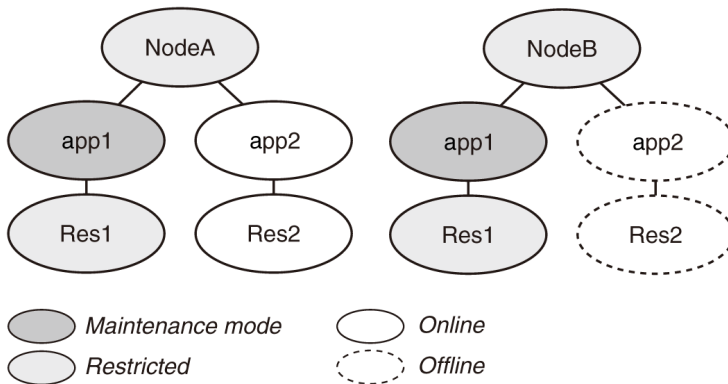 NodeA
NodeB
app1
app2
app1
app2
Res1
Res2
Res1
Res2
Maintenance mode
Online
Restricted
Offline